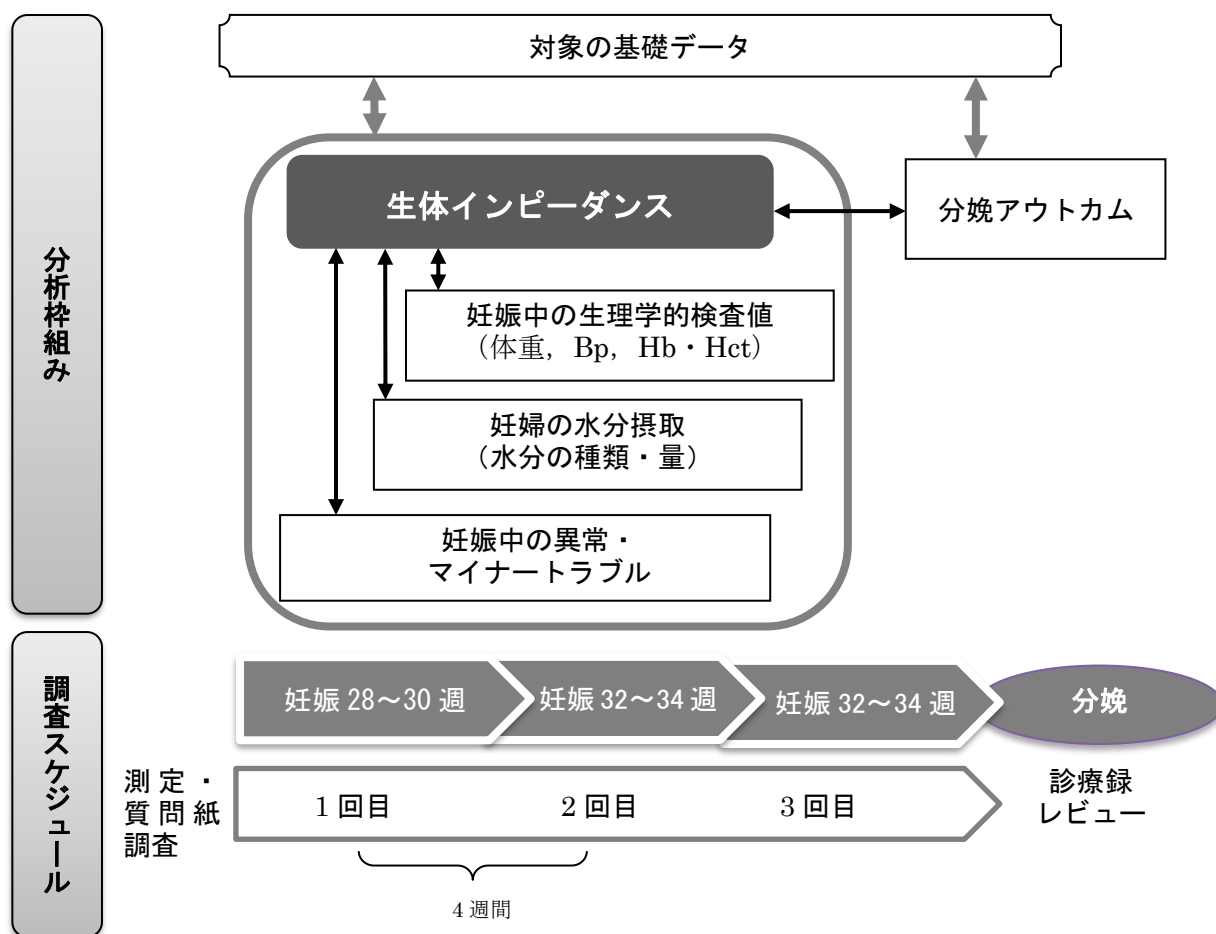 分析枠組み
対象の基礎データ
生体インピーダンス
分娩アウトカム
妊娠中の生理学的検査値
（体重，Bp，Hb・Hct）
妊婦の水分摂取
（水分の種類・量）
妊娠中の異常・
マイナートラブル
調査スケジュール
妊娠 28～30 週
妊娠 32～34 週
妊娠 32～34 週
分娩
測定・
質問紙
調査
1 回目
2 回目
3 回目
診療録
レビュー
4 週間